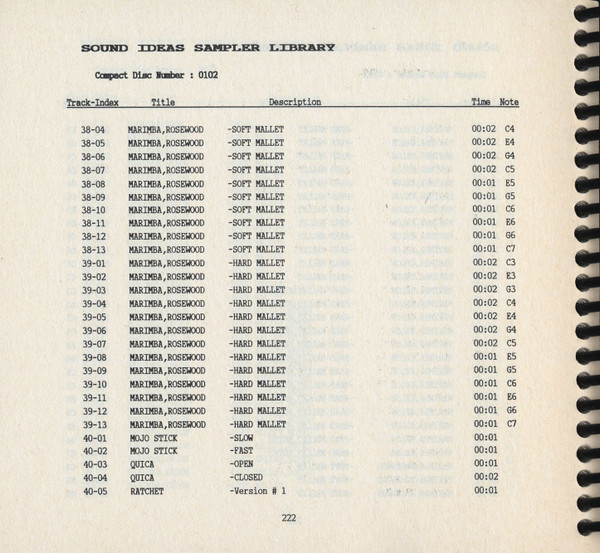 SOUND IDEAS SAMPLER LIBRARY
Compact Disc Number : 0102
Track-Index Title Description Time Note
38-04 MARIMBA,ROSEWOOD -SOFT MALLET 00:02 C4
38-05 MARIMBA,ROSEWOOD -SOFT MALLET 00:02 E4
38-06 MARIMBA,ROSEWOOD -SOFT MALLET 00:02 G4
38-07 MARIMBA,ROSEWOOD -SOFT MALLET 00:02 C5
38-08 MARIMBA,ROSEWOOD -SOFT MALLET 00:01 E5
38-09 MARIMBA,ROSEWOOD -SOFT MALLET 00:01 G5
38-10 MARIMBA,ROSEWOOD -SOFT MALLET 00:01 C6
38-11 MARIMBA,ROSEWOOD -SOFT MALLET 00:01 E6
38-12 MARIMBA,ROSEWOOD -SOFT MALLET 00:01 G6
38-13 MARIMBA,ROSEWOOD -SOFT MALLET 00:01 C7
39-01 MARIMBA,ROSEWOOD -HARD MALLET 00:02 C3
39-02 MARIMBA,ROSEWOOD -HARD MALLET 00:02 E3
39-03 MARIMBA,ROSEWOOD -HARD MALLET 00:02 G3
39-04 MARIMBA,ROSEWOOD -HARD MALLET 00:02 C4
39-05 MARIMBA,ROSEWOOD -HARD MALLET 00:02 E4
39-06 MARIMBA,ROSEWOOD -HARD MALLET 00:02 G4
39-07 MARIMBA,ROSEWOOD -HARD MALLET 00:02 C5
39-08 MARIMBA,ROSEWOOD -HARD MALLET 00:01 E5
39-09 MARIMBA,ROSEWOOD -HARD MALLET 00:01 G5
39-10 MARIMBA,ROSEWOOD -HARD MALLET 00:01 C6
39-11 MARIMBA,ROSEWOOD -HARD MALLET 00:01 E6
39-12 MARIMBA,ROSEWOOD -HARD MALLET 00:01 G6
39-13 MARIMBA,ROSEWOOD -HARD MALLET 00:01 C7
40-01 MOJO STICK -SLOW 00:01
40-02 MOJO STICK -FAST 00:01
40-03 QUICA -OPEN 00:01
40-04 QUICA -CLOSED 00:02
40-05 RATCHET -Version # 1 00:01
222